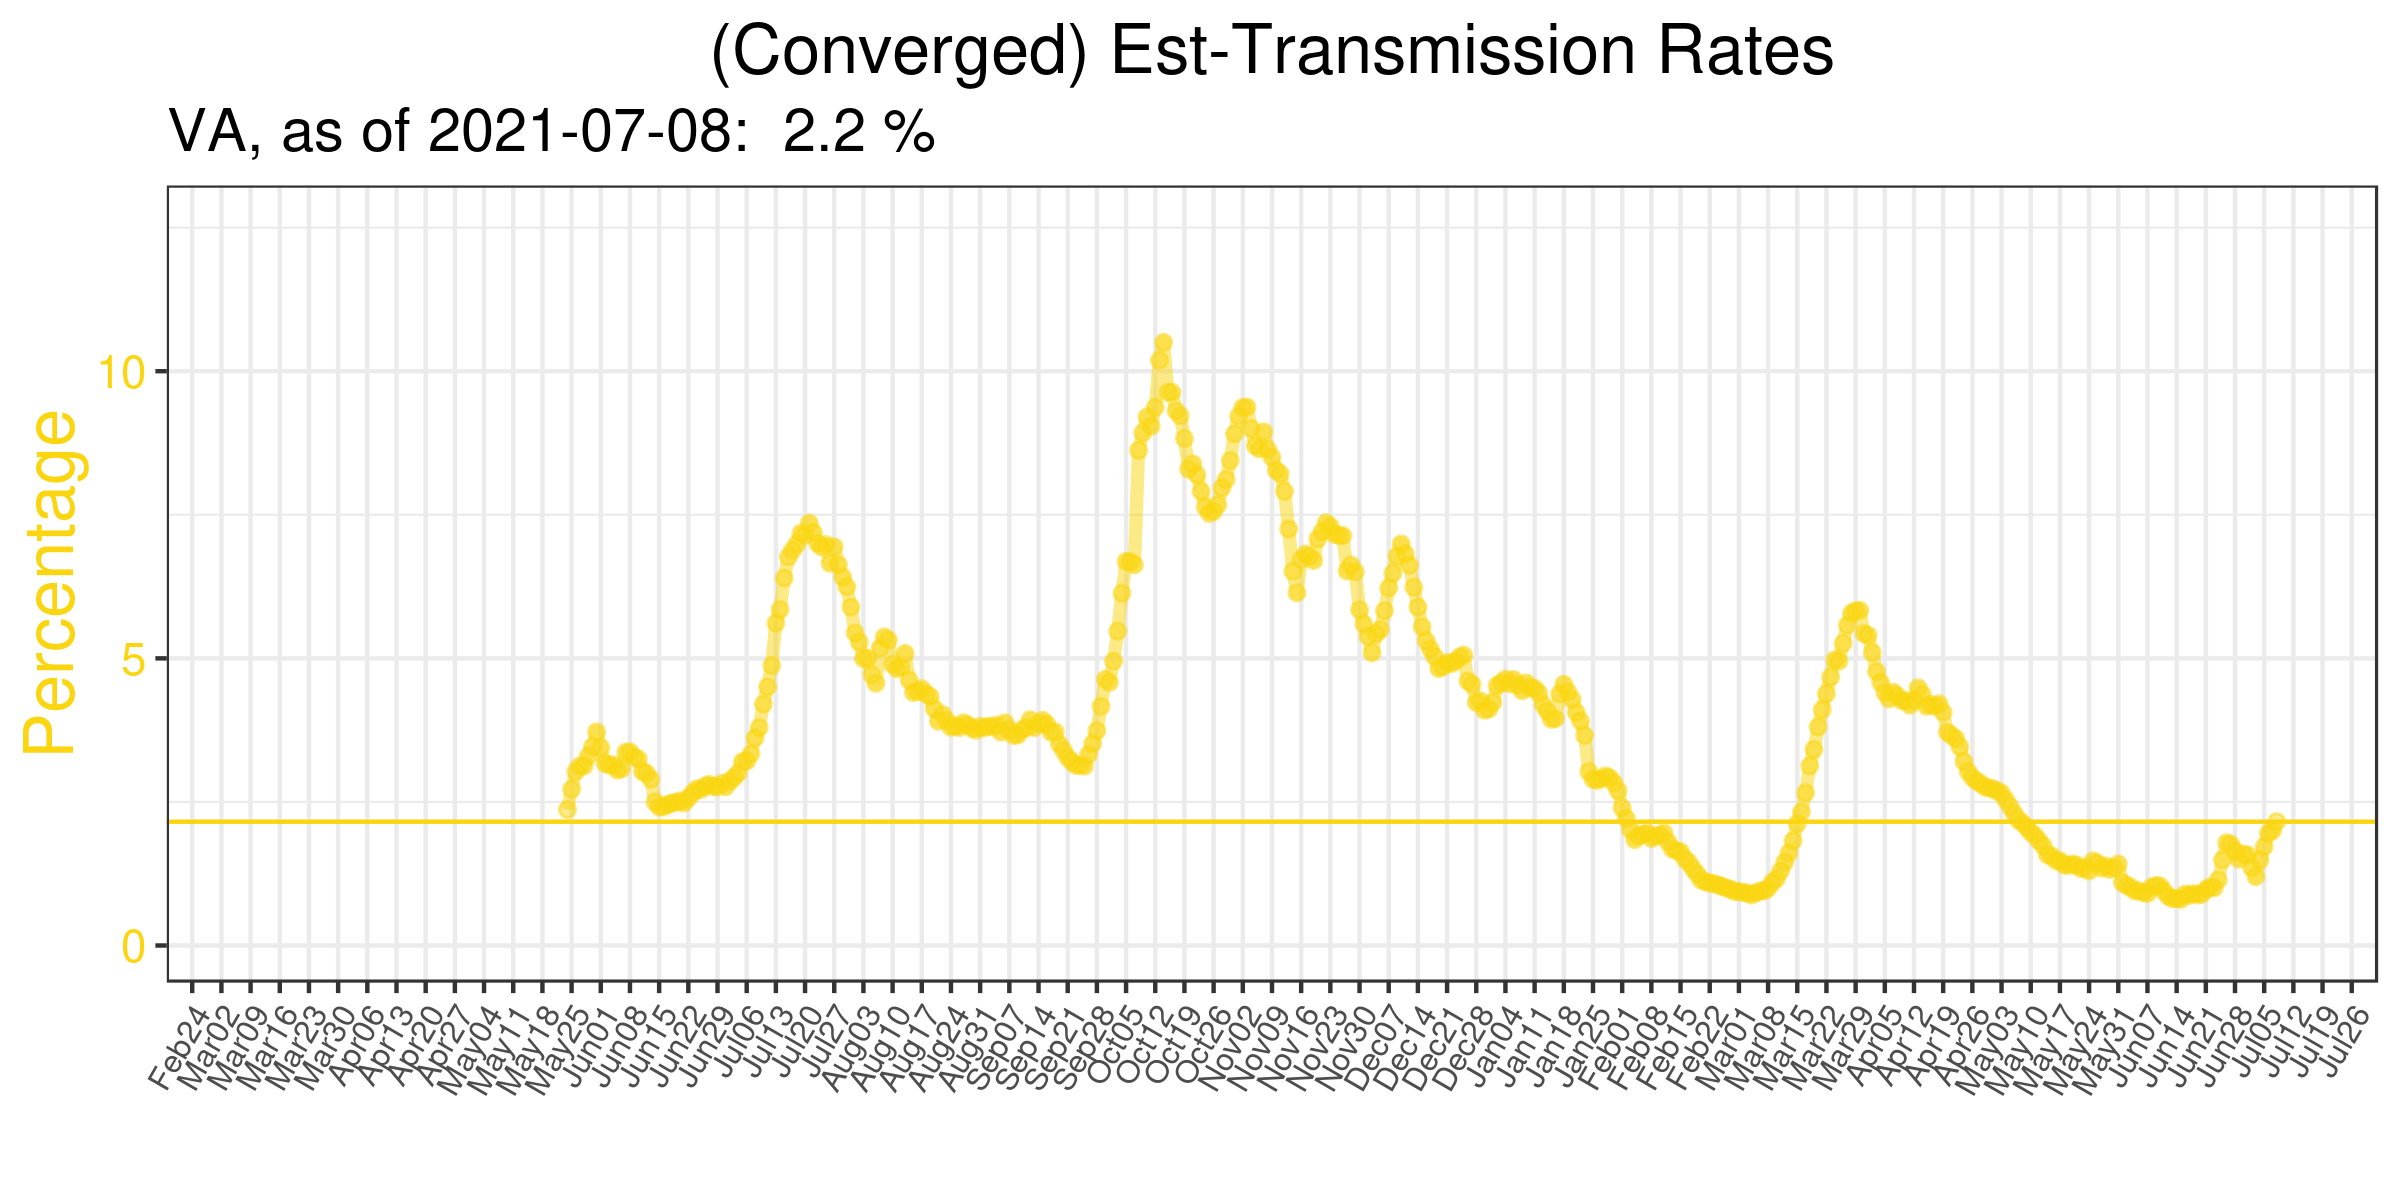 (Converged) Est-Transmission Rates
VA, as of 2021-07-08:  2.2 %
Percentage
10
5
0
Feb24
Mar02
Mar09
Mar16
Mar23
Mar30
Apr06
Apr13
Apr20
Apr27
May04
May11
May18
May25
Jun01
Jun08
Jun15
Jun22
Jun29
Jul06
Jul13
Jul20
Jul27
Aug03
Aug10
Aug17
Aug24
Aug31
Sep07
Sep14
Sep21
Sep28
Oct05
Oct12
Oct19
Oct26
Nov02
Nov09
Nov16
Nov23
Nov30
Dec07
Dec14
Dec21
Dec28
Jan04
Jan11
Jan18
Jan25
Feb01
Feb08
Feb15
Feb22
Mar01
Mar08
Mar15
Mar22
Mar29
Apr05
Apr12
Apr19
Apr26
May03
May10
May17
May24
May31
Jun07
Jun14
Jun21
Jun28
Jul05
Jul12
Jul19
Jul26